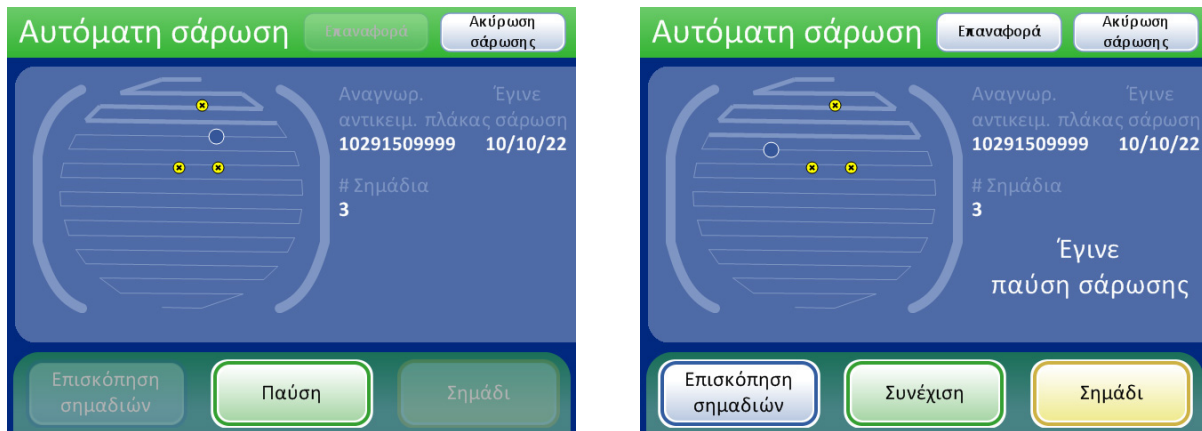 Αυτόματη σάρωση
Επαναφορά
Ακύρωση
σάρωσης
Αναγνωρ. Έγινε
αντικειμ. πλάκας σάρωση
10291509999 10/10/22
# Σημάδια
3
Επισκόπηση
σημαδιών
Παύση
Σημάδι
Αυτόματη σάρωση
Επαναφορά
Ακύρωση
σάρωσης
Αναγνωρ. Έγινε
αντικειμ. πλάκας σάρωση
10291509999 10/10/22
# Σημάδια
3
Έγινε
παύση σάρωσης
Επισκόπηση
σημαδιών
Συνέχιση
Σημάδι